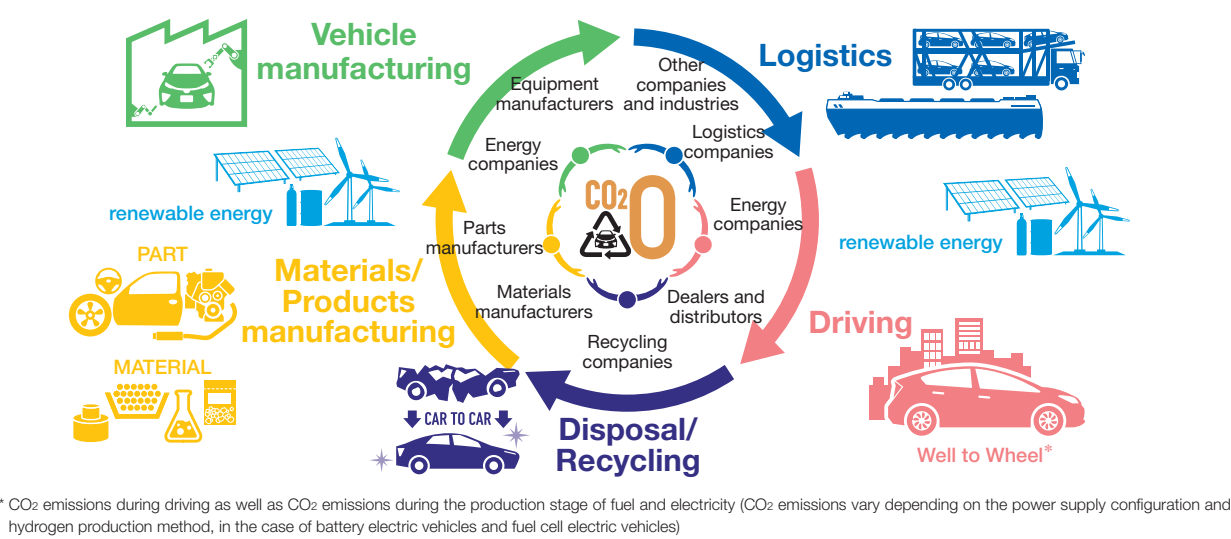 Vehicle
manufacturing
Logistics
Equipment
manufacturers
Other
companies
and industries
Energy
companies
Logistics
companies
renewable energy
CO2 0
Energy
companies
renewable energy
Parts
manufacturers
PART
Materials/
Products
manufacturing
Materials
manufacturers
Dealers and
distributors
Driving
Recycling
companies
MATERIAL
CAR TO CAR
Disposal/
Recycling
Well to Wheel*
* CO2 emissions during driving as well as CO2 emissions during the production stage of fuel and electricity (CO2 emissions vary depending on the power supply configuration and
hydrogen production method, in the case of battery electric vehicles and fuel cell electric vehicles)